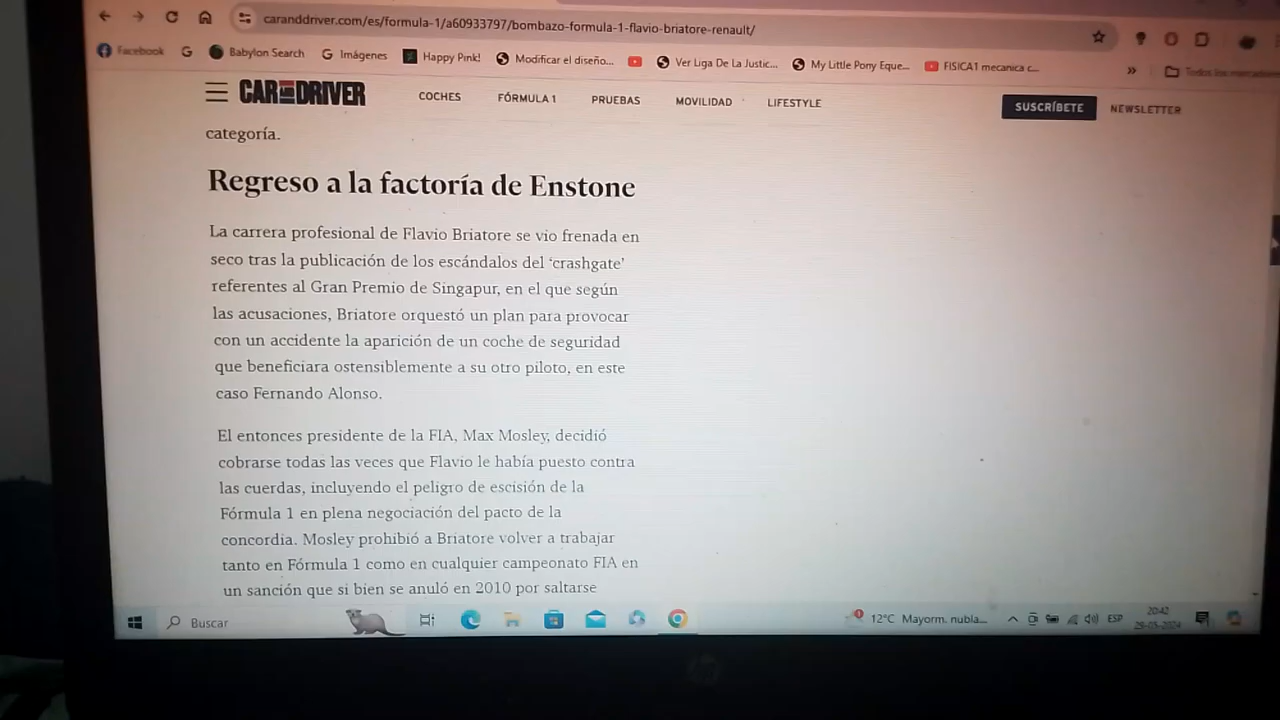 caranddriver.com/es/formula-1/a60933797/bombazo-formula-1-flavio-briatore-renault/
Facebook
Babylon Search
Imágenes
Happy Pink!
Modificar el diseño...
Ver Liga De La Justic...
My Little Pony Eque...
FISICA1 mecanica c...
»
Todos los marcadores
CAR AND DRIVER
COCHES
FÓRMULA 1
PRUEBAS
MOVILIDAD
LIFESTYLE
SUSCRÍBETE
NEWSLETTER
categoría.
Regreso a la factoría de Enstone
La carrera profesional de Flavio Briatore se vio frenada en
seco tras la publicación de los escándalos del ‘crashgate’
referentes al Gran Premio de Singapur, en el que según
las acusaciones, Briatore orquestó un plan para provocar
con un accidente la aparición de un coche de seguridad
que beneficiara ostensiblemente a su otro piloto, en este
caso Fernando Alonso.
El entonces presidente de la FIA, Max Mosley, decidió
cobrarse todas las veces que Flavio le había puesto contra
las cuerdas, incluyendo el peligro de escisión de la
Fórmula 1 en plena negociación del pacto de la
concordia. Mosley prohibió a Briatore volver a trabajar
tanto en Fórmula 1 como en cualquier campeonato FIA en
un sanción que si bien se anuló en 2010 por saltarse
Buscar
12°C Mayorm. nubla...
ESP
20:42
29-05-2024
hp